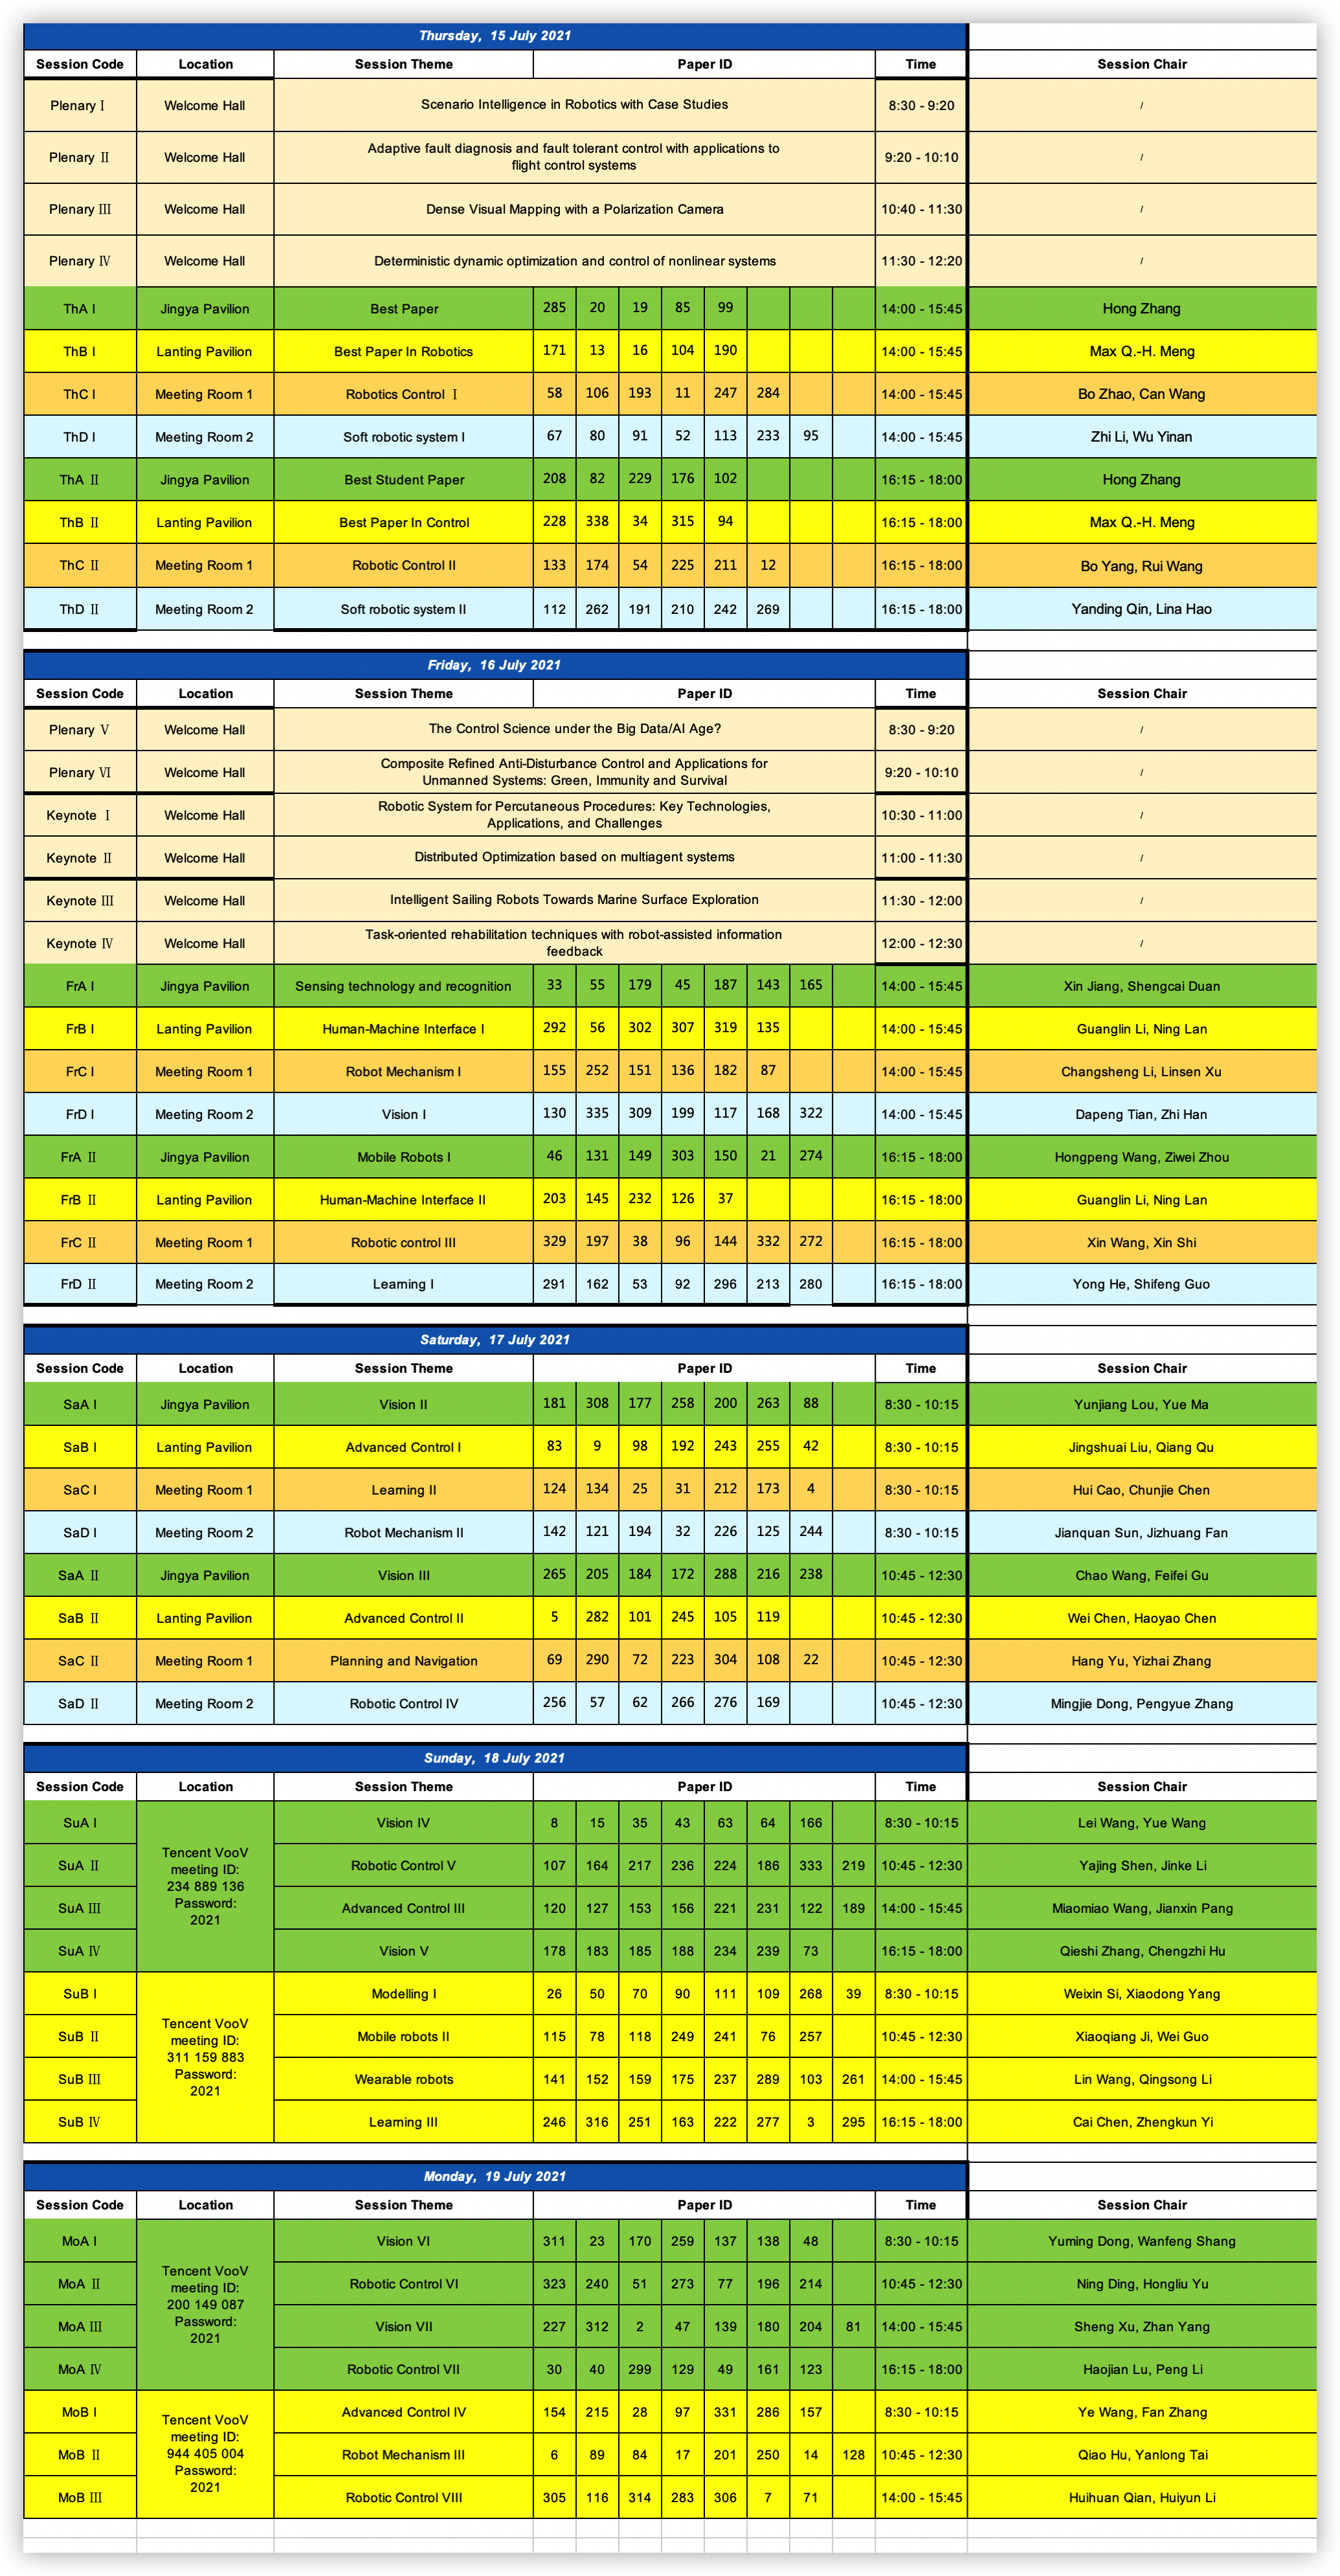 Thursday, 15 July 2021
Session Code Location Session Theme Paper ID Time Session Chair
Plenary Ⅰ Welcome Hall Scenario Intelligence in Robotics with Case Studies 8:30 - 9:20 /
Plenary Ⅱ Welcome Hall Adaptive fault diagnosis and fault tolerant control with applications to
flight control systems 9:20 - 10:10 /
Plenary Ⅲ Welcome Hall Dense Visual Mapping with a Polarization Camera 10:40 - 11:30 /
Plenary Ⅳ Welcome Hall Deterministic dynamic optimization and control of nonlinear systems 11:30 - 12:20 /
ThA I Jingya Pavilion Best Paper 285 20 19 85 99 14:00 - 15:45 Hong Zhang
ThB I Lanting Pavilion Best Paper In Robotics 171 13 16 104 190 14:00 - 15:45 Max Q.-H. Meng
ThC I Meeting Room 1 Robotics Control Ⅰ 58 106 193 11 247 284 14:00 - 15:45 Bo Zhao, Can Wang
ThD I Meeting Room 2 Soft robotic system I 67 80 91 52 113 233 95 14:00 - 15:45 Zhi Li, Wu Yinan
ThA Ⅱ Jingya Pavilion Best Student Paper 208 82 229 176 102 16:15 - 18:00 Hong Zhang
ThB Ⅱ Lanting Pavilion Best Paper In Control 228 338 34 315 94 16:15 - 18:00 Max Q.-H. Meng
ThC Ⅱ Meeting Room 1 Robotic Control II 133 174 54 225 211 12 16:15 - 18:00 Bo Yang, Rui Wang
ThD Ⅱ Meeting Room 2 Soft robotic system II 112 262 191 210 242 269 16:15 - 18:00 Yanding Qin, Lina Hao
Friday, 16 July 2021
Session Code Location Session Theme Paper ID Time Session Chair
Plenary Ⅴ Welcome Hall The Control Science under the Big Data/AI Age? 8:30 - 9:20 /
Plenary Ⅵ Welcome Hall Composite Refined Anti-Disturbance Control and Applications for
Unmanned Systems: Green, Immunity and Survival 9:20 - 10:10 /
Keynote Ⅰ Welcome Hall Robotic System for Percutaneous Procedures: Key Technologies,
Applications, and Challenges 10:30 - 11:00 /
Keynote Ⅱ Welcome Hall Distributed Optimization based on multiagent systems 11:00 - 11:30 /
Keynote Ⅲ Welcome Hall Intelligent Sailing Robots Towards Marine Surface Exploration 11:30 - 12:00 /
Keynote Ⅳ Welcome Hall Task-oriented rehabilitation techniques with robot-assisted information
feedback 12:00 - 12:30 /
FrA I Jingya Pavilion Sensing technology and recognition 33 55 179 45 187 143 165 14:00 - 15:45 Xin Jiang, Shengcai Duan
FrB I Lanting Pavilion Human-Machine Interface I 292 56 302 307 319 135 14:00 - 15:45 Guanglin Li, Ning Lan
FrC I Meeting Room 1 Robot Mechanism I 155 252 151 136 182 87 14:00 - 15:45 Changsheng Li, Linsen Xu
FrD I Meeting Room 2 Vision I 130 335 309 199 117 168 322 14:00 - 15:45 Dapeng Tian, Zhi Han
FrA Ⅱ Jingya Pavilion Mobile Robots I 46 131 149 303 150 21 274 16:15 - 18:00 Hongpeng Wang, Ziwei Zhou
FrB Ⅱ Lanting Pavilion Human-Machine Interface II 203 145 232 126 37 16:15 - 18:00 Guanglin Li, Ning Lan
FrC Ⅱ Meeting Room 1 Robotic control III 329 197 38 96 144 332 272 16:15 - 18:00 Xin Wang, Xin Shi
FrD Ⅱ Meeting Room 2 Learning I 291 162 53 92 296 213 280 16:15 - 18:00 Yong He, Shifeng Guo
Saturday, 17 July 2021
Session Code Location Session Theme Paper ID Time Session Chair
SaA I Jingya Pavilion Vision II 181 308 177 258 200 263 88 8:30 - 10:15 Yunjiang Lou, Yue Ma
SaB I Lanting Pavilion Advanced Control I 83 9 98 192 243 255 42 8:30 - 10:15 Jingshuai Liu, Qiang Qu
SaC I Meeting Room 1 Learning II 124 134 25 31 212 173 4 8:30 - 10:15 Hui Cao, Chunjie Chen
SaD I Meeting Room 2 Robot Mechanism II 142 121 194 32 226 125 244 8:30 - 10:15 Jianquan Sun, Jizhuang Fan
SaA Ⅱ Jingya Pavilion Vision III 265 205 184 172 288 216 238 10:45 - 12:30 Chao Wang, Feifei Gu
SaB Ⅱ Lanting Pavilion Advanced Control II 5 282 101 245 105 119 10:45 - 12:30 Wei Chen, Haoyao Chen
SaC Ⅱ Meeting Room 1 Planning and Navigation 69 290 72 223 304 108 22 10:45 - 12:30 Hang Yu, Yizhai Zhang
SaD Ⅱ Meeting Room 2 Robotic Control IV 256 57 62 266 276 169 10:45 - 12:30 Mingjie Dong, Pengyue Zhang
Sunday, 18 July 2021
Session Code Location Session Theme Paper ID Time Session Chair
SuA I Vision IV 8 15 35 43 63 64 166 8:30 - 10:15 Lei Wang, Yue Wang
Tencent VooV
meeting ID:
234 889 136
Password:
2021
SuA Ⅱ Robotic Control V 107 164 217 236 224 186 333 219 10:45 - 12:30 Yajing Shen, Jinke Li
SuA Ⅲ Advanced Control III 120 127 153 156 221 231 122 189 14:00 - 15:45 Miaomiao Wang, Jianxin Pang
SuA Ⅳ Vision V 178 183 185 188 234 239 73 16:15 - 18:00 Qieshi Zhang, Chengzhi Hu
SuB I Modelling I 26 50 70 90 111 109 268 39 8:30 - 10:15 Weixin Si, Xiaodong Yang
Tencent VooV
meeting ID:
311 159 883
Password:
2021
SuB Ⅱ Mobile robots II 115 78 118 249 241 76 257 10:45 - 12:30 Xiaoqiang Ji, Wei Guo
SuB Ⅲ Wearable robots 141 152 159 175 237 289 103 261 14:00 - 15:45 Lin Wang, Qingsong Li
SuB Ⅳ Learning III 246 316 251 163 222 277 3 295 16:15 - 18:00 Cai Chen, Zhengkun Yi
Monday, 19 July 2021
Session Code Location Session Theme Paper ID Time Session Chair
MoA I Vision VI 311 23 170 259 137 138 48 8:30 - 10:15 Yuming Dong, Wanfeng Shang
Tencent VooV
meeting ID:
200 149 087
Password:
2021
MoA Ⅱ Robotic Control VI 323 240 51 273 77 196 214 10:45 - 12:30 Ning Ding, Hongliu Yu
MoA Ⅲ Vision VII 227 312 2 47 139 180 204 81 14:00 - 15:45 Sheng Xu, Zhan Yang
MoA Ⅳ Robotic Control VII 30 40 299 129 49 161 123 16:15 - 18:00 Haojian Lu, Peng Li
MoB I Advanced Control IV 154 215 28 97 331 286 157 8:30 - 10:15 Ye Wang, Fan Zhang
Tencent VooV
meeting ID:
944 405 004
Password:
2021
MoB Ⅱ Robot Mechanism III 6 89 84 17 201 250 14 128 10:45 - 12:30 Qiao Hu, Yanlong Tai
MoB Ⅲ Robotic Control VIII 305 116 314 283 306 7 71 14:00 - 15:45 Huihuan Qian, Huiyun Li